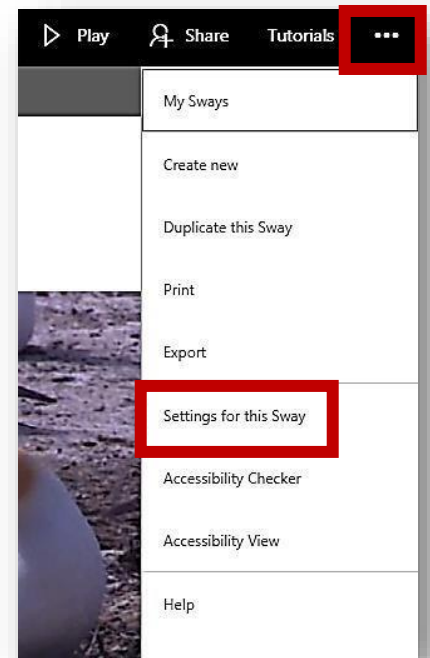 Play Share Tutorials ...
My Sways
Create new
Duplicate this Sway
Print
Export
Settings for this Sway
Accessibility Checker
Accessibility View
Help